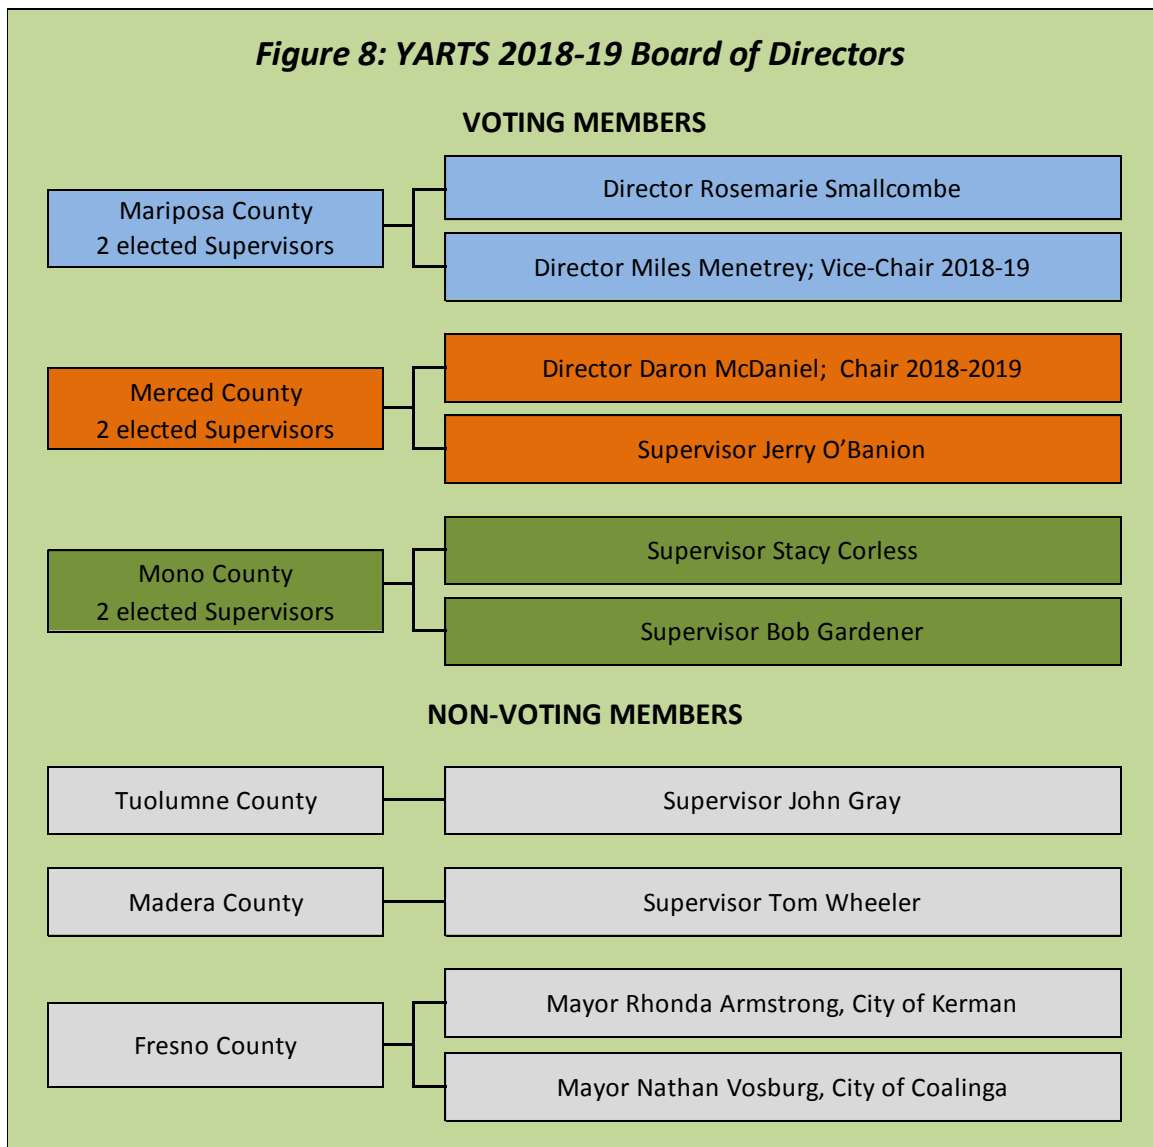 Figure 8: YARTS 2018-19 Board of Directors
VOTING MEMBERS
Mariposa County
2 elected Supervisors
Director Rosemarie Smallcombe
Director Miles Menetrey; Vice-Chair 2018-19
Merced County
2 elected Supervisors
Director Daron McDaniel;  Chair 2018-2019
Supervisor Jerry O’Banion
Mono County
2 elected Supervisors
Supervisor Stacy Corless
Supervisor Bob Gardener
NON-VOTING MEMBERS
Tuolumne County
Supervisor John Gray
Madera County
Supervisor Tom Wheeler
Fresno County
Mayor Rhonda Armstrong, City of Kerman
Mayor Nathan Vosburg, City of Coalinga